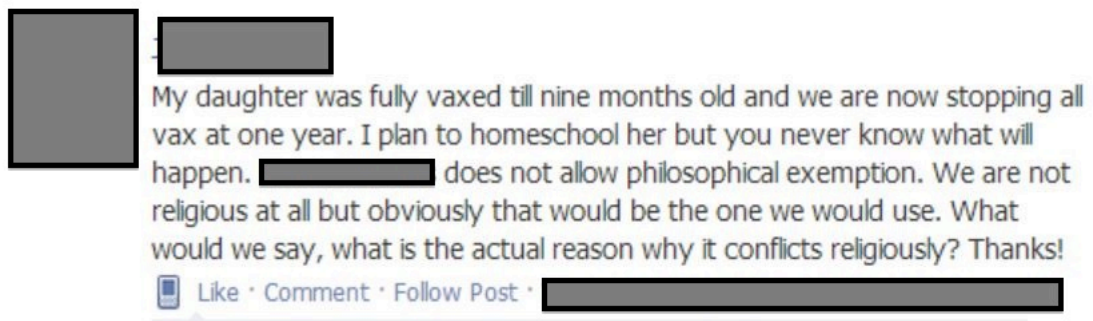 My daughter was fully vaxed till nine months old and we are now stopping all
vax at one year. I plan to homeschool her but you never know what will
happen. does not allow philosophical exemption. We are not
religious at all but obviously that would be the one we would use. What
would we say, what is the actual reason why it conflicts religiously? Thanks!
Like · Comment · Follow Post ·